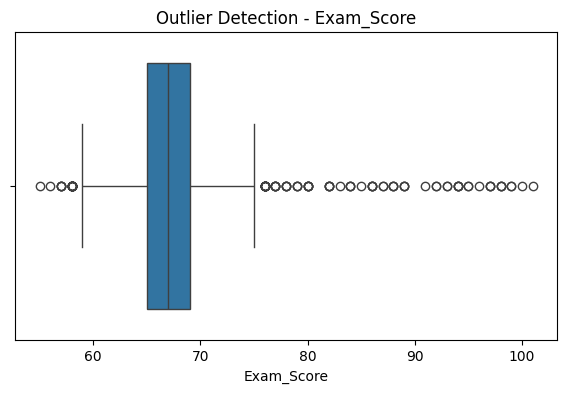 Outlier Detection - Exam_Score
60 70 80 90 100
Exam_Score